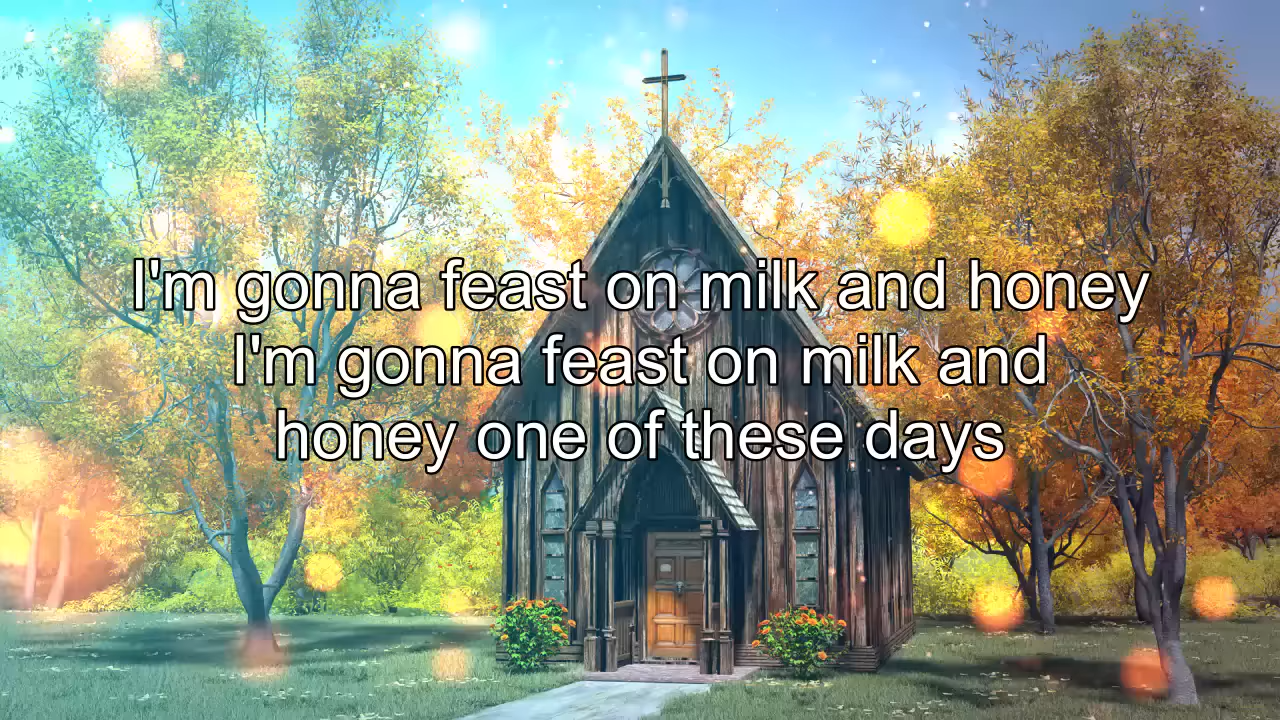 I'm gonna feast on milk and honey
I'm gonna feast on milk and
honey one of these days